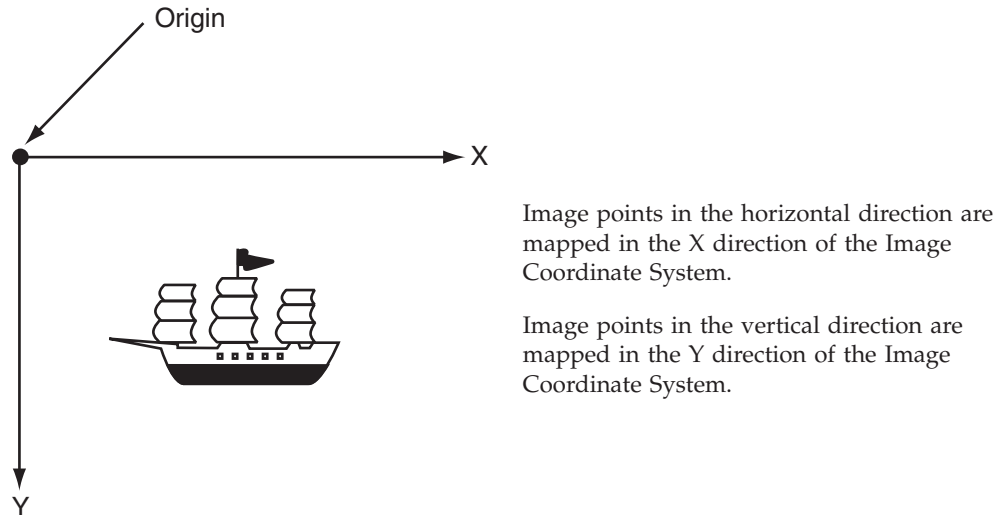 Origin
X
Image points in the horizontal direction are
mapped in the X direction of the Image
Coordinate System.
Image points in the vertical direction are
mapped in the Y direction of the Image
Coordinate System.
Y